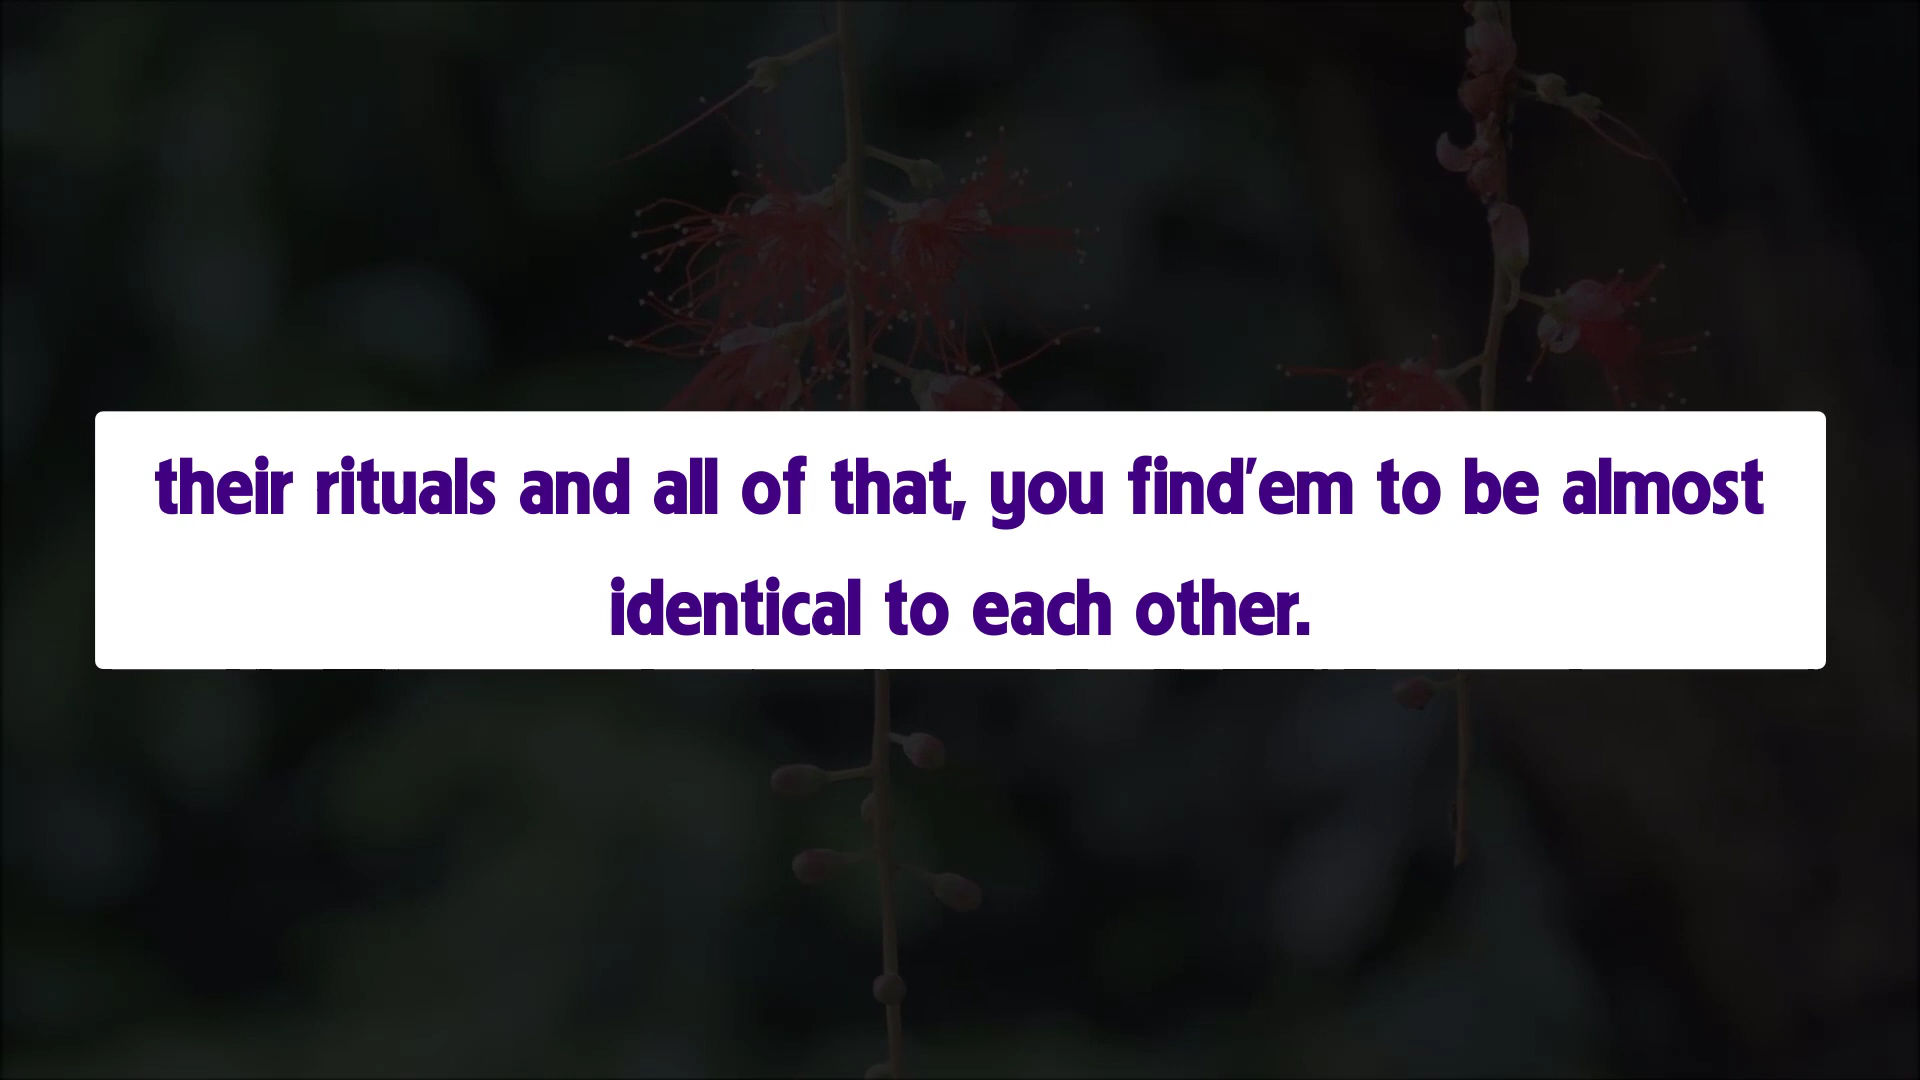 their rituals and all of that, you find'em to be almost
identical to each other.